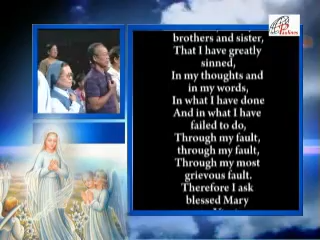 brothers and sister,
That I have greatly
sinned,
In my thoughts and
in my words,
In what I have done
And in what I have
failed to do,
Through my fault,
through my fault,
Through my most
grievous fault.
Therefore I ask
blessed Mary